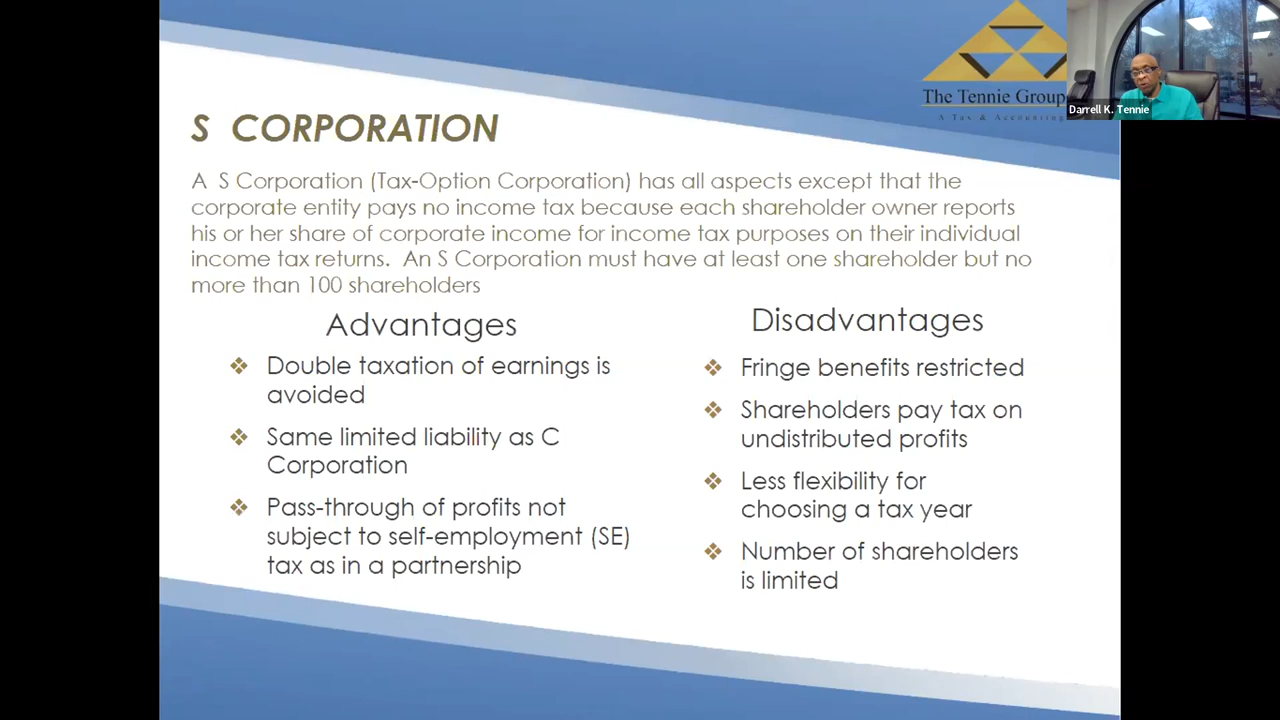 The Tennie Group
A Tax & Accounting
Darrell K. Tennie
S CORPORATION
A S Corporation (Tax-Option Corporation) has all aspects except that the
corporate entity pays no income tax because each shareholder owner reports
his or her share of corporate income for income tax purposes on their individual
income tax returns. An S Corporation must have at least one shareholder but no
more than 100 shareholders
Advantages
❖ Double taxation of earnings is
avoided
❖ Same limited liability as C
Corporation
❖ Pass-through of profits not
subject to self-employment (SE)
tax as in a partnership
Disadvantages
❖ Fringe benefits restricted
❖ Shareholders pay tax on
undistributed profits
❖ Less flexibility for
choosing a tax year
❖ Number of shareholders
is limited